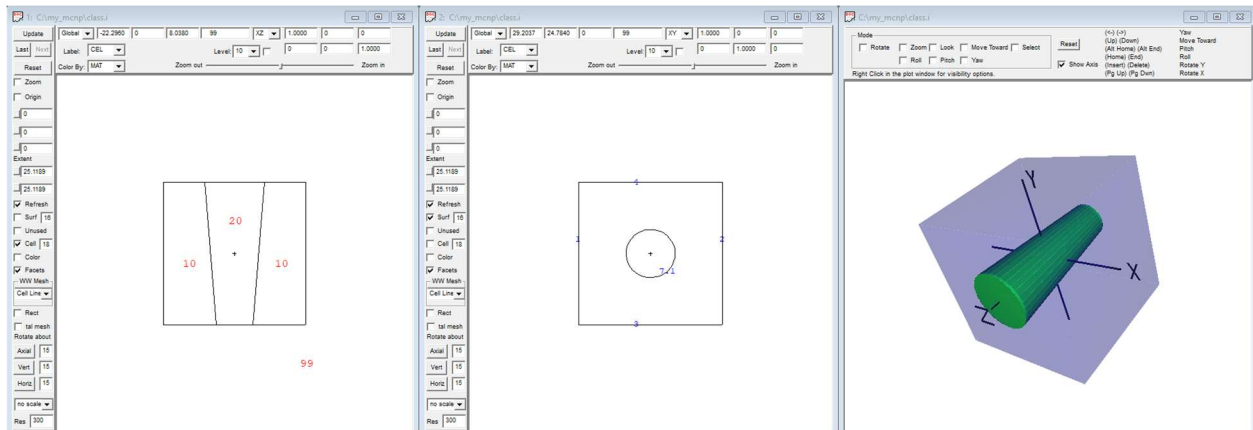 1: C:\my_mcnp\class.i
Update Global -22.2960 0 8.0380 99 XZ 1.0000 0 0
Last Next Label: CEL Level: 10 0 0 1.0000
Reset Color By: MAT Zoom out Zoom in
Zoom
Origin
0
0
0
Extent
25.1189
25.1189
Refresh
Surf 16
Unused
Cell 18
Color
Facets
WW Mesh
Cell Line
Rect
tal mesh
Rotate about
Axial 15
Vert 15
Horiz 15
no scale
Res 300
20
10 10
99
2: C:\my_mcnp\class.i
Update Global 29.2037 24.7840 0 99 XY 1.0000 0 0
Last Next Label: CEL Level: 10 0 1.0000 0
Reset Color By: MAT Zoom out Zoom in
Zoom
Origin
0
0
0
Extent
25.1189
25.1189
Refresh
Surf 16
Unused
Cell 18
Color
Facets
WW Mesh
Cell Line
Rect
tal mesh
Rotate about
Axial 15
Vert 15
Horiz 15
no scale
Res 300
4
1 2
7.1
3
C:\my_mcnp\class.i
Mode
Rotate Zoom Look Move Toward Select
Roll Pitch Yaw
Right Click in the plot window for visibility options.
Reset
Show Axis
(<-) (->) Yaw
(Up) (Down) Move Toward
(Alt Home) (Alt End) Pitch
(Home) (End) Roll
(Insert) (Delete) Rotate Y
(Pg Up) (Pg Dwn) Rotate X
Y
X
Z